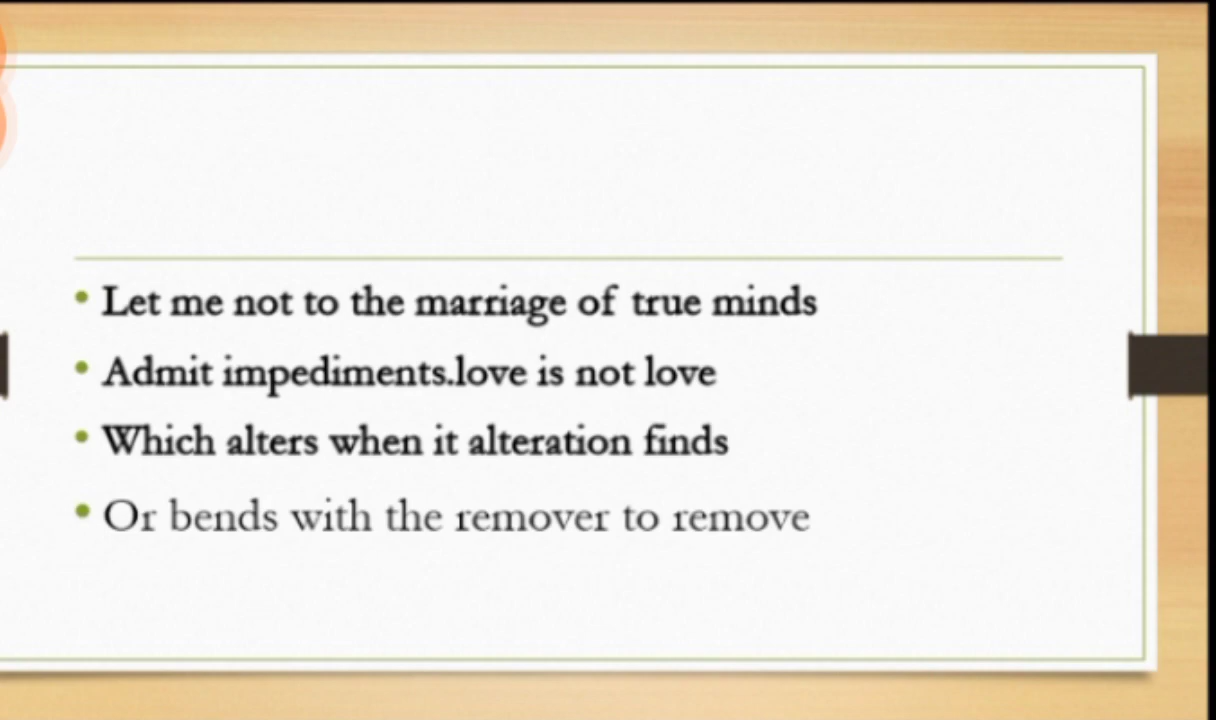 Let me not to the marriage of true minds
Admit impediments.love is not love
Which alters when it alteration finds
Or bends with the remover to remove